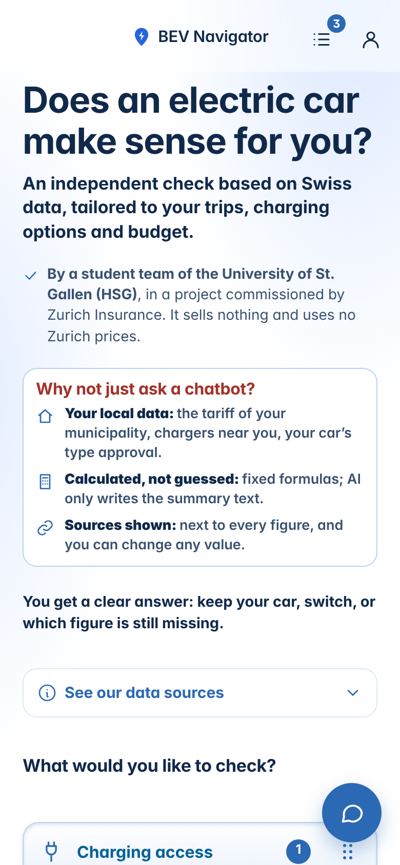 BEV Navigator
3
Does an electric car
make sense for you?
An independent check based on Swiss
data, tailored to your trips, charging
options and budget.
By a student team of the University of St.
Gallen (HSG), in a project commissioned by
Zurich Insurance. It sells nothing and uses no
Zurich prices.
Why not just ask a chatbot?
Your local data: the tariff of your
municipality, chargers near you, your car’s
type approval.
Calculated, not guessed: fixed formulas; AI
only writes the summary text.
Sources shown: next to every figure, and
you can change any value.
You get a clear answer: keep your car, switch, or
which figure is still missing.
See our data sources
What would you like to check?
Charging access
1